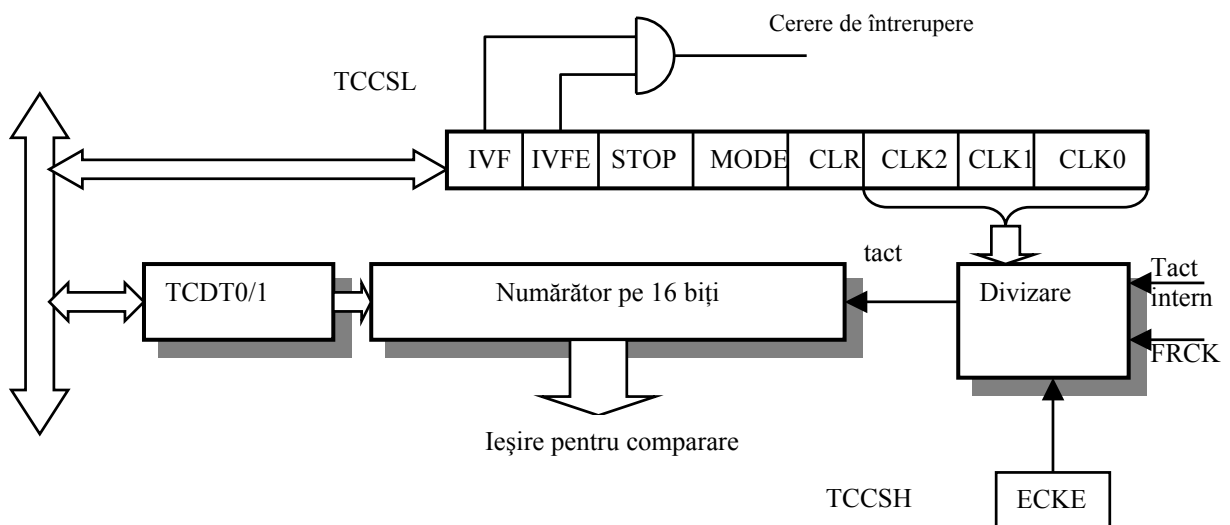 Cerere de întrerupere
TCCSL
IVF IVFE STOP MODE CLR CLK2 CLK1 CLK0
tact
TCDT0/1
Numărător pe 16 biți
Divizare
Tact
intern
FRCK
Ieşire pentru comparare
TCCSH
ECKE